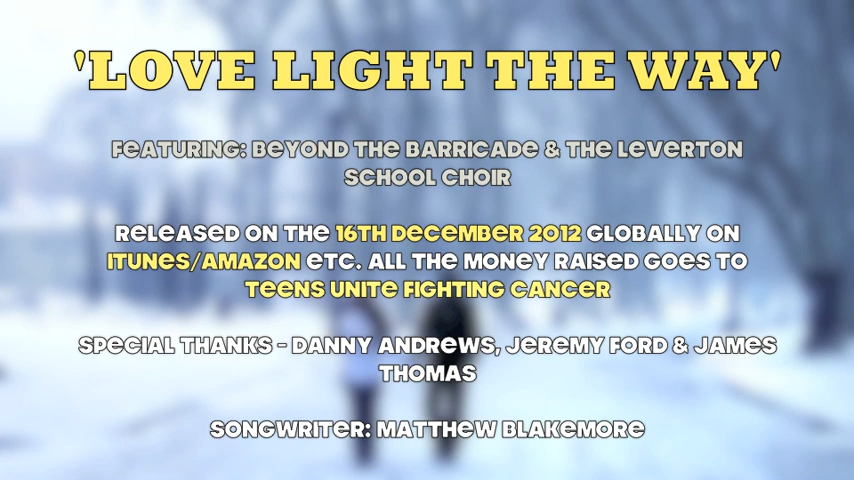 'LOVE LIGHT THE WAY'
FEATURING: BEYOND THE BARRICADE & THE LEVERTON
SCHOOL CHOIR
RELEASED ON THE 16TH DECEMBER 2012 GLOBALLY ON
ITUNES/AMAZON ETC. ALL THE MONEY RAISED GOES TO
TEENS UNITE FIGHTING CANCER
SPECIAL THANKS - DANNY ANDREWS, JEREMY FORD & JAMES
THOMAS
SONGWRITER: MATTHEW BLAKEMORE